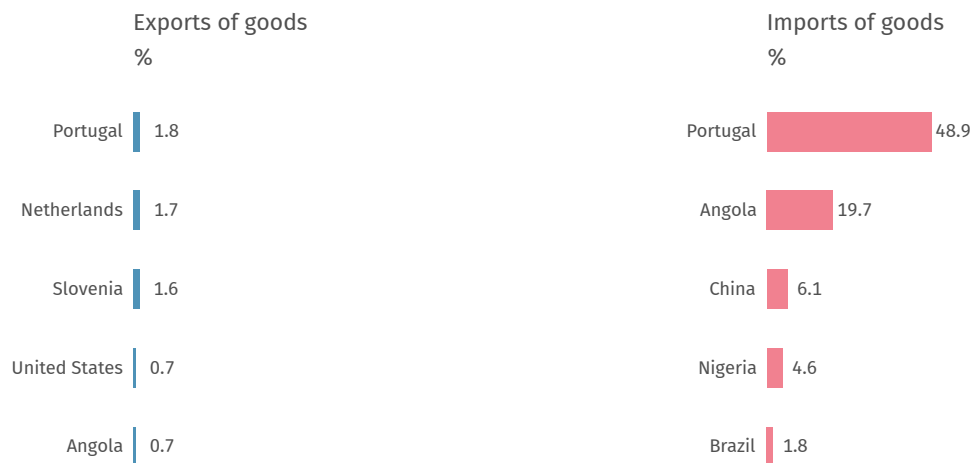 Exports of goods
%
Portugal 1.8
Netherlands 1.7
Slovenia 1.6
United States 0.7
Angola 0.7
Imports of goods
%
Portugal 48.9
Angola 19.7
China 6.1
Nigeria 4.6
Brazil 1.8